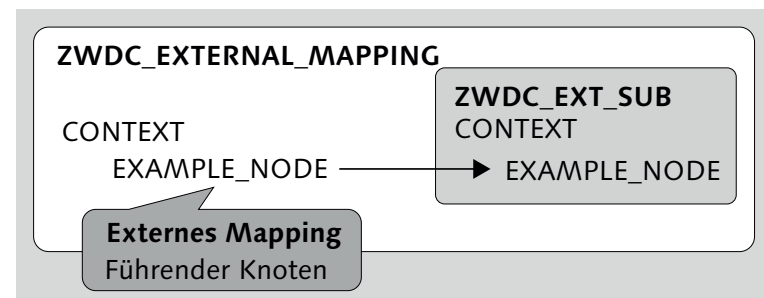 ZWDC_EXTERNAL_MAPPING
ZWDC_EXT_SUB
CONTEXT
CONTEXT
EXAMPLE_NODE
EXAMPLE_NODE
Externes Mapping
Führender Knoten